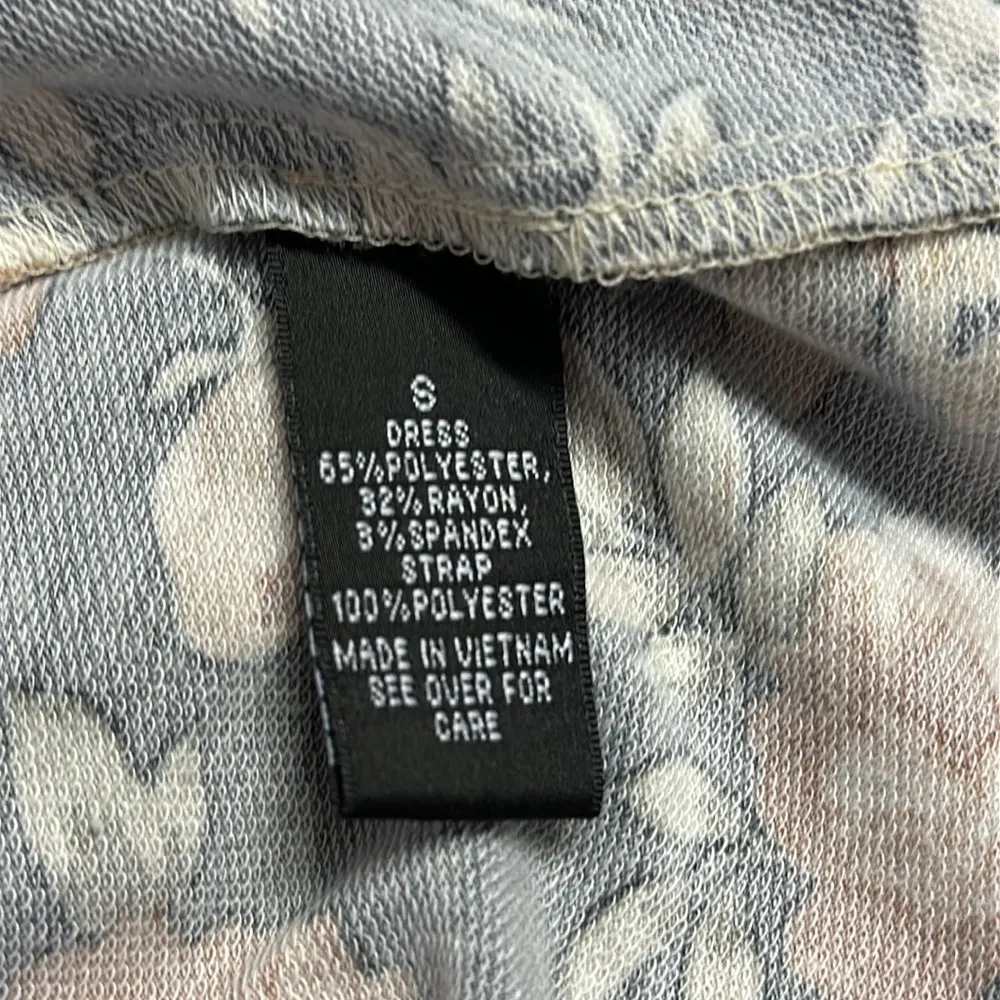 S
DRESS
65%POLYESTER,
32%RAYON,
3%SPANDEX
STRAP
100%POLYESTER
MADE IN VIETNAM
SEE OVER FOR
CARE